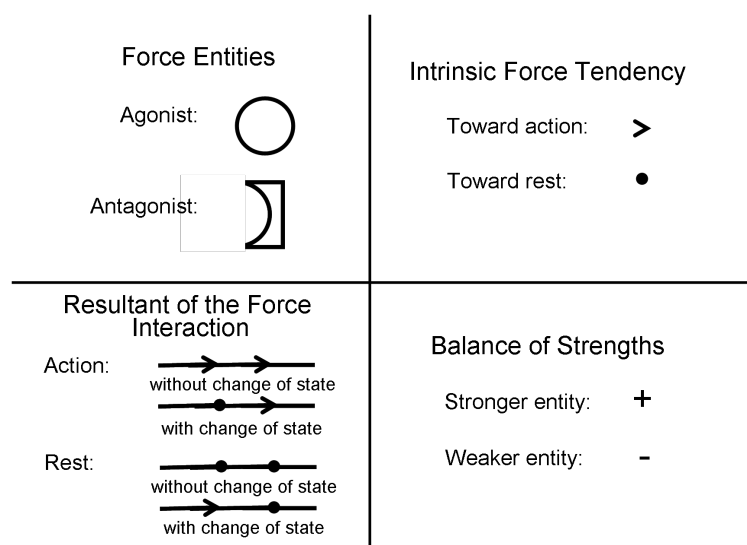 Force Entities
Agonist:
Antagonist:
Intrinsic Force Tendency
Toward action:
Toward rest:
Resultant of the Force
Interaction
Action:
without change of state
with change of state
Rest:
without change of state
with change of state
Balance of Strengths
Stronger entity: +
Weaker entity: -